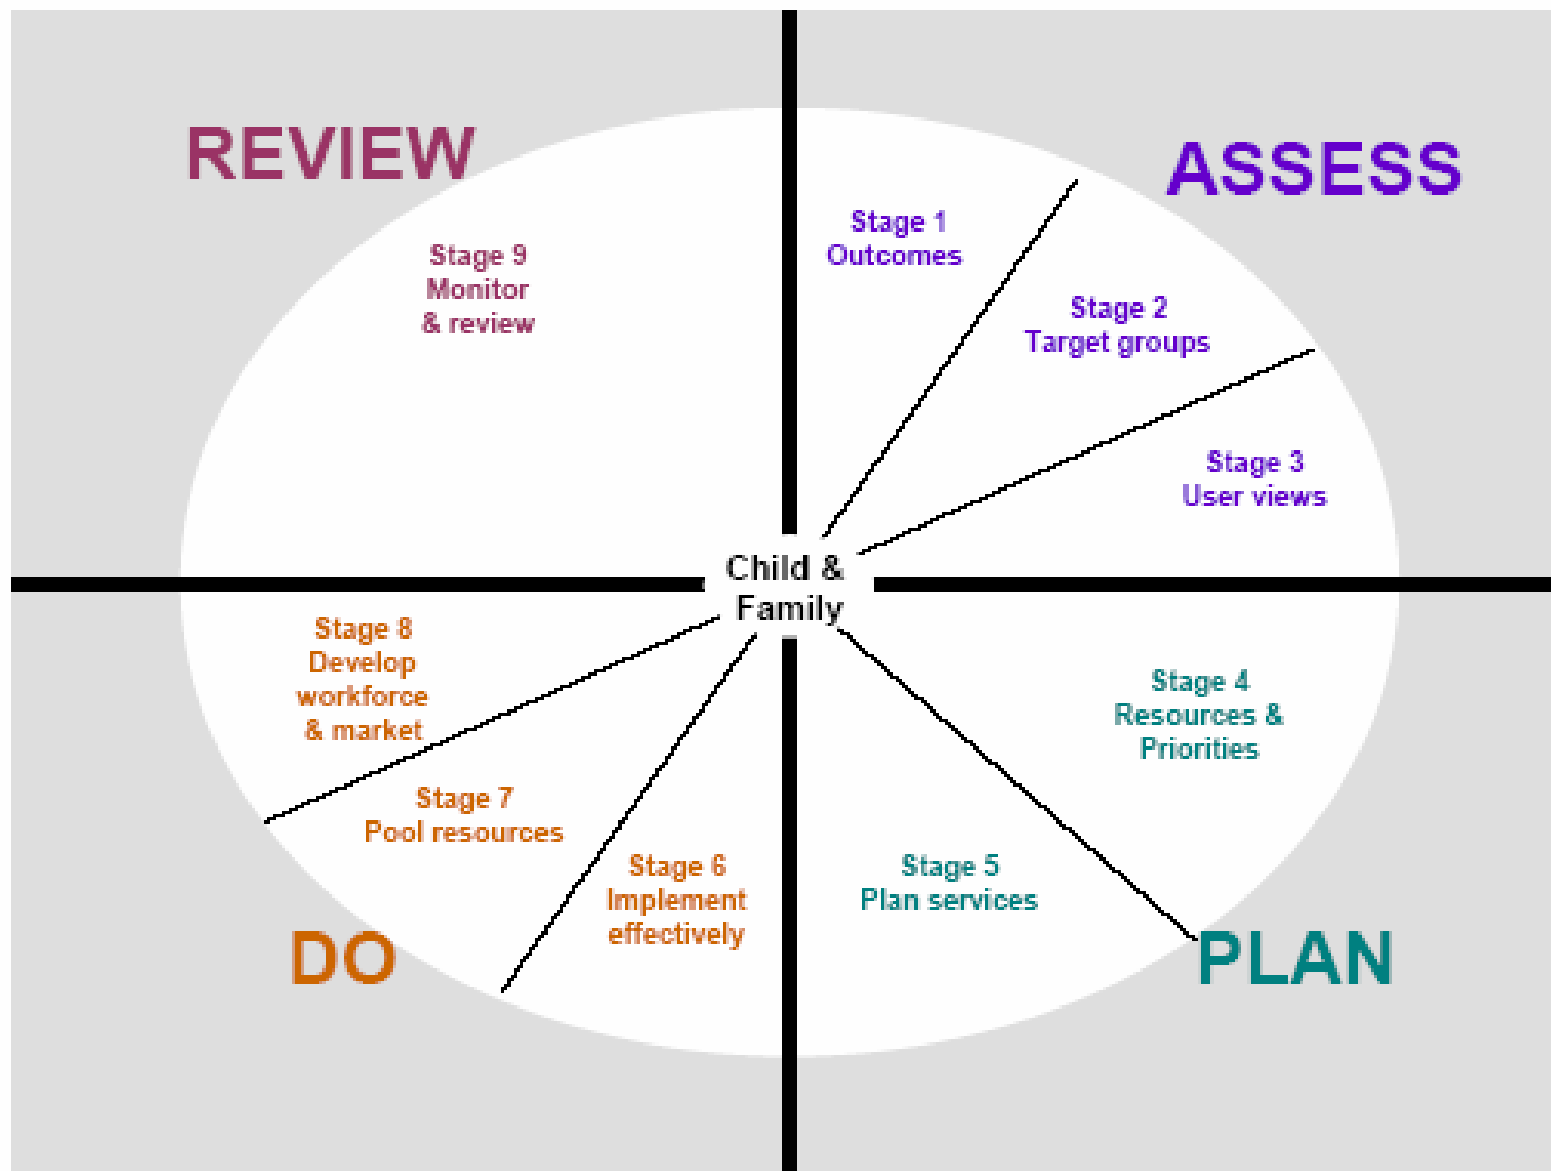 REVIEW
ASSESS
Stage 1
Outcomes
Stage 2
Target groups
Stage 3
User views
Stage 9
Monitor
& review
Child &
Family
Stage 4
Resources &
Priorities
Stage 5
Plan services
PLAN
Stage 6
Implement
effectively
Stage 7
Pool resources
Stage 8
Develop
workforce
& market
DO